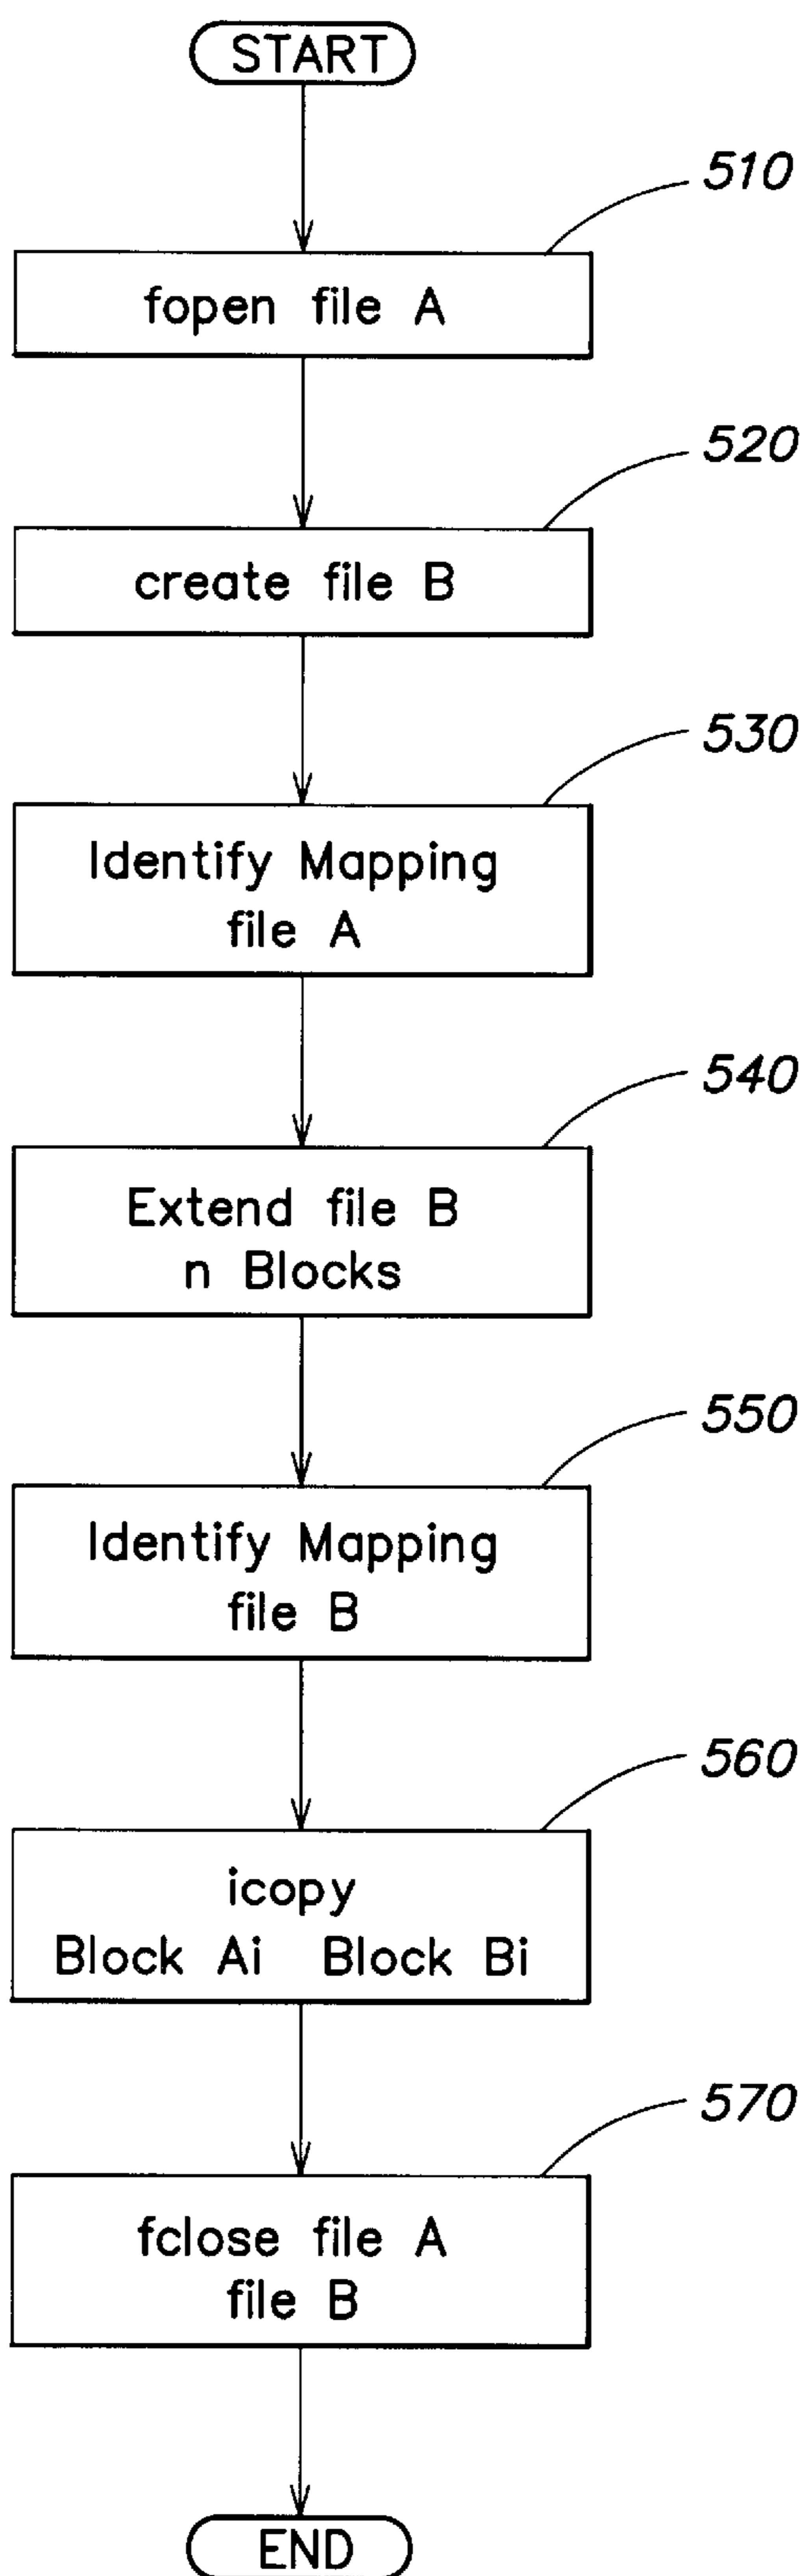 START
510
fopen file A
520
create file B
530
Identify Mapping
file A
540
Extend file B
n Blocks
550
Identify Mapping
file B
560
icopy
Block Ai Block Bi
570
fclose file A
file B
END